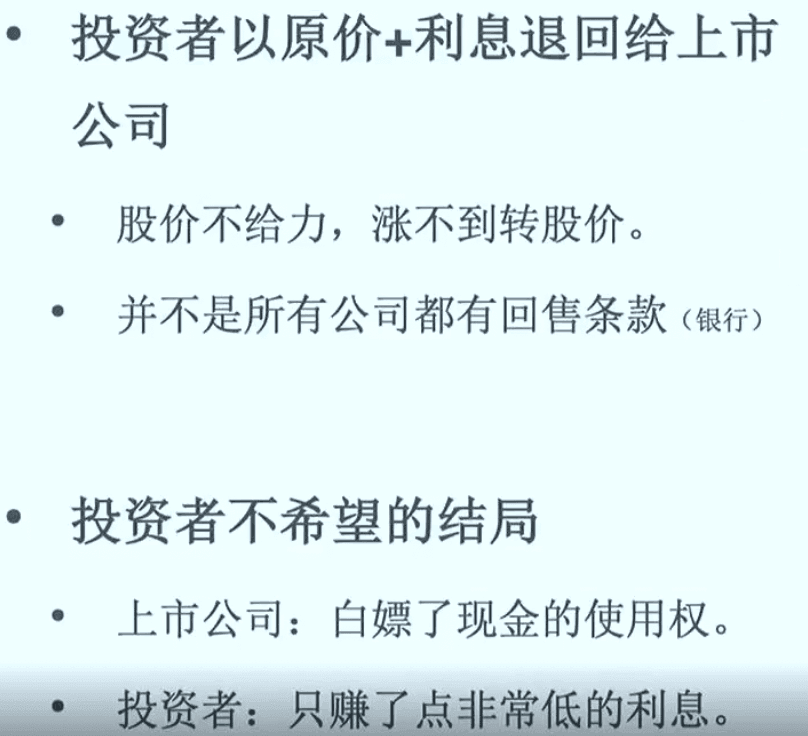 • 投资者以原价+利息退回给上市
公司
• 股价不给力，涨不到转股价。
• 并不是所有公司都有回售条款（银行）
• 投资者不希望的结局
• 上市公司：白嫖了现金的使用权。
• 投资者：只赚了点非常低的利息。